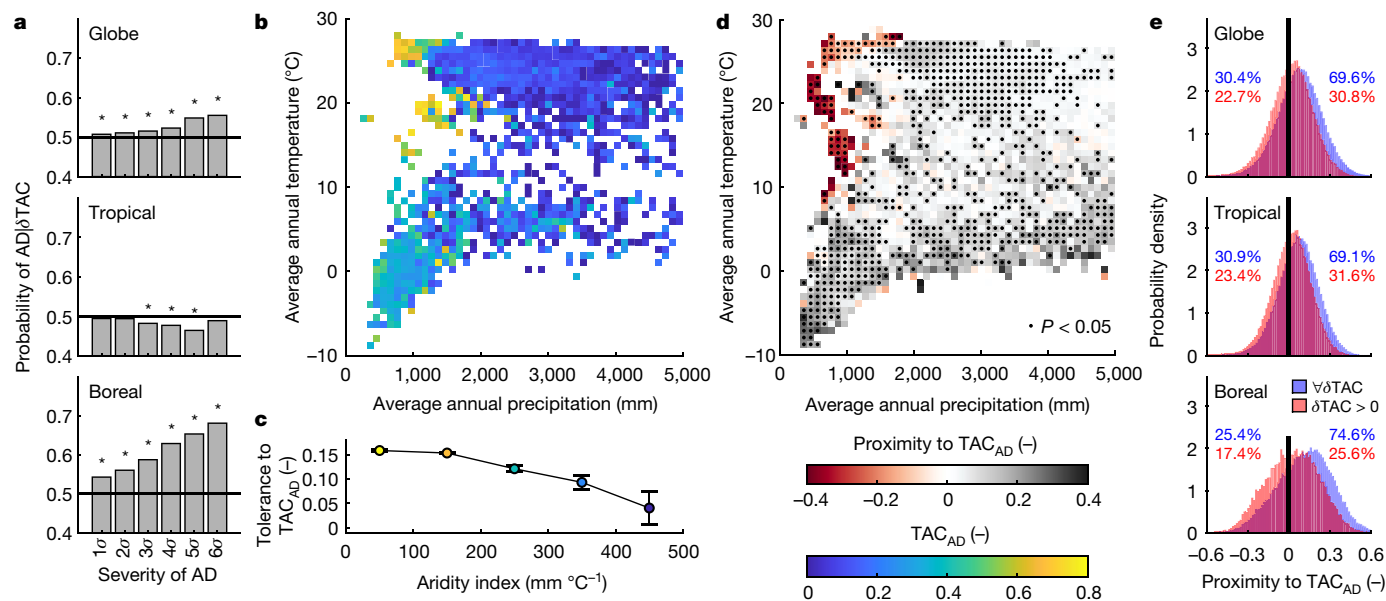 a
Globe
0.7
0.6
0.5
0.4
* * * * * *
Tropical
0.7
0.6
0.5
0.4
* * *
Boreal
0.7
0.6
0.5
0.4
* * * * * *
Probability of AD|δTAC
1σ 2σ 3σ 4σ 5σ 6σ
Severity of AD
b
30
20
10
0
−10
Average annual temperature (°C)
0 1,000 2,000 3,000 4,000 5,000
Average annual precipitation (mm)
c
0.15
0.10
0.05
0
Tolerance to
TAC_AD (–)
0 100 200 300 400 500
Aridity index (mm °C⁻¹)
d
30
20
10
0
−10
Average annual temperature (°C)
• P < 0.05
0 1,000 2,000 3,000 4,000 5,000
Average annual precipitation (mm)
Proximity to TAC_AD (–)
−0.4 −0.2 0 0.2 0.4
TAC_AD (–)
0 0.2 0.4 0.6 0.8
e
Globe
3
2
1
0
30.4% 69.6%
22.7% 30.8%
Tropical
3
2
1
0
30.9% 69.1%
23.4% 31.6%
Boreal
3
2
1
0
∀δTAC
δTAC > 0
25.4% 74.6%
17.4% 25.6%
Probability density
−0.6 −0.3 0 0.3 0.6
Proximity to TAC_AD (–)